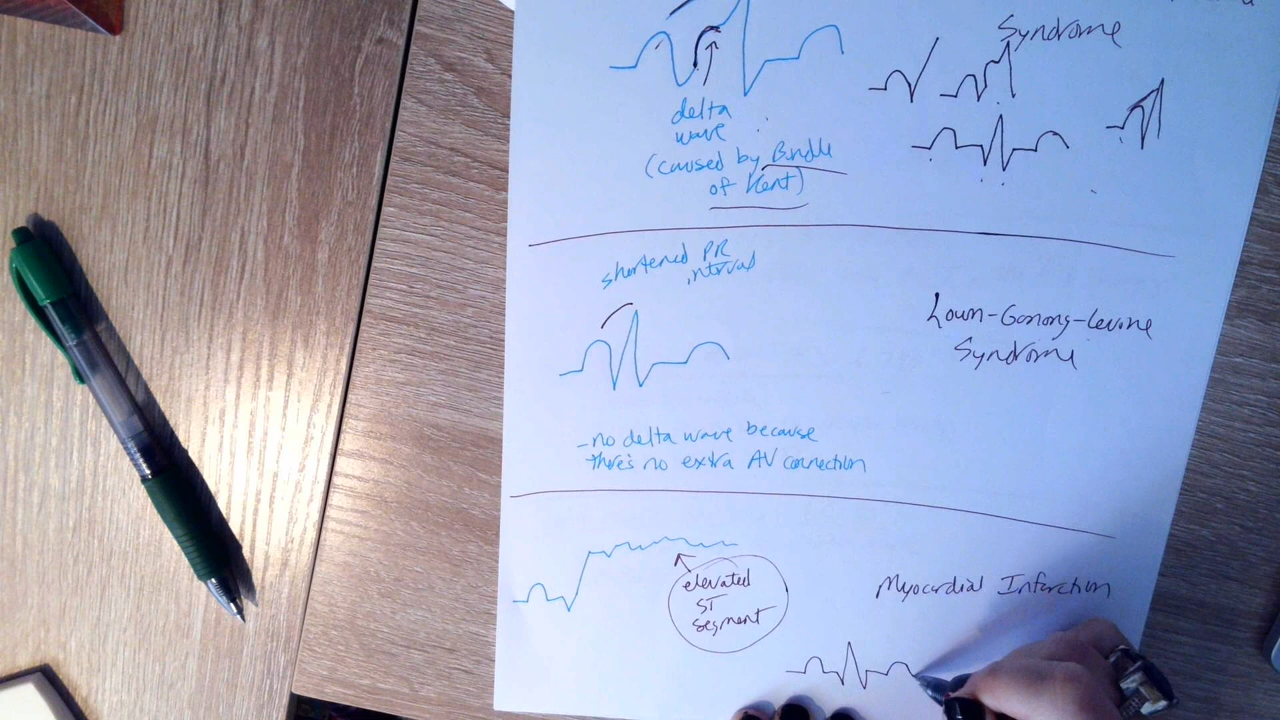 Syndrome
delta
wave
(caused by Bundle
of Kent)
shortened PR
interval
Lown-Ganong-Levine
Syndrome
-no delta wave because
there's no extra AV connection
elevated
ST
segment
Myocardial Infarction